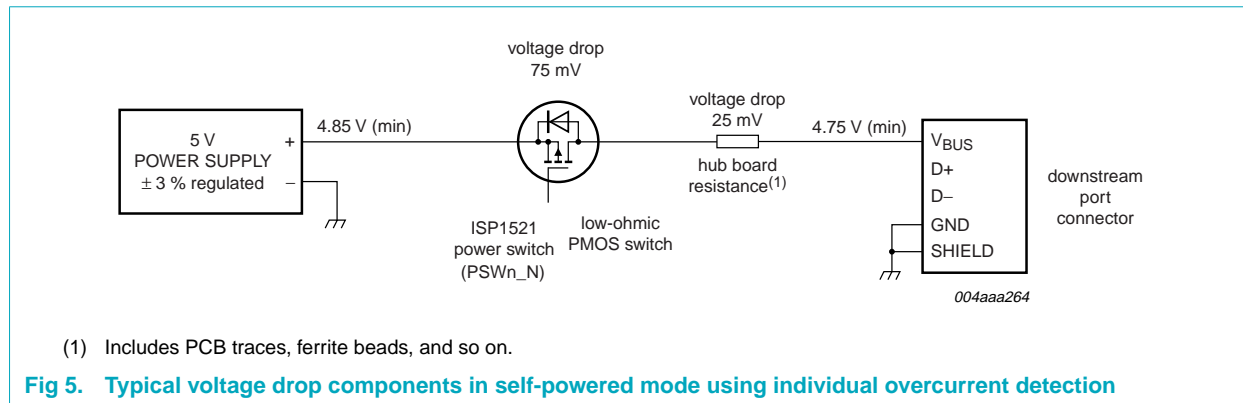 voltage drop
75 mV
voltage drop
25 mV
5 V
POWER SUPPLY
± 3 % regulated
+
−
4.85 V (min)
4.75 V (min)
hub board
resistance(1)
ISP1521
power switch
(PSWn_N)
low-ohmic
PMOS switch
VBUS
D+
D−
GND
SHIELD
downstream
port
connector
004aaa264
(1) Includes PCB traces, ferrite beads, and so on.
Fig 5. Typical voltage drop components in self-powered mode using individual overcurrent detection